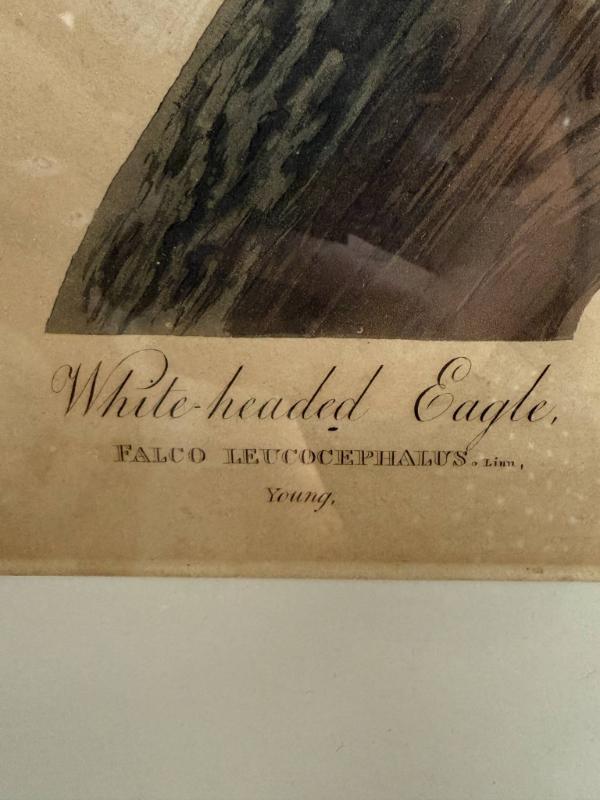 White-headed Eagle,
FALCO LEUCOCEPHALUS. Linn,
Young,